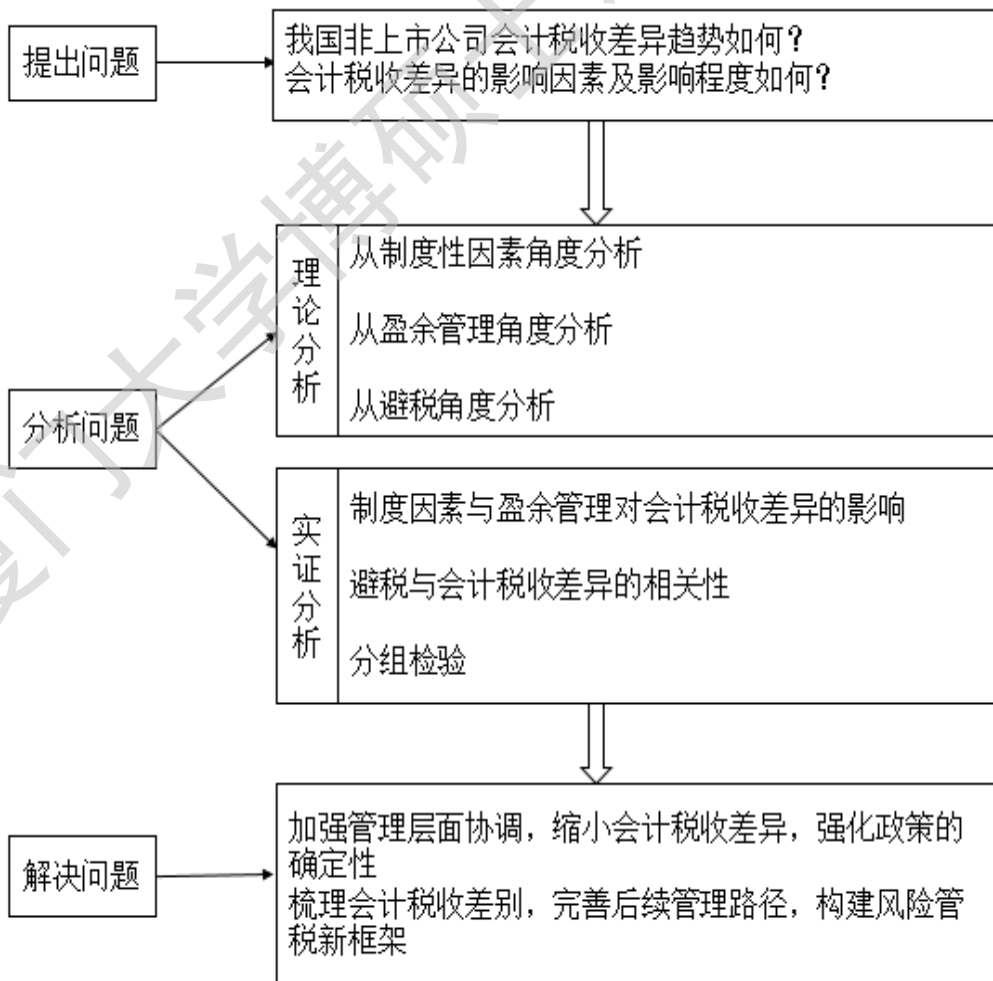 提出问题
我国非上市公司会计税收差异趋势如何？
会计税收差异的影响因素及影响程度如何？
分析问题
理论分析
从制度性因素角度分析
从盈余管理角度分析
从避税角度分析
实证分析
制度因素与盈余管理对会计税收差异的影响
避税与会计税收差异的相关性
分组检验
解决问题
加强管理层面协调，缩小会计税收差异，强化政策的
确定性
梳理会计税收差别，完善后续管理路径，构建风险管
税新框架
厦门大学博硕士